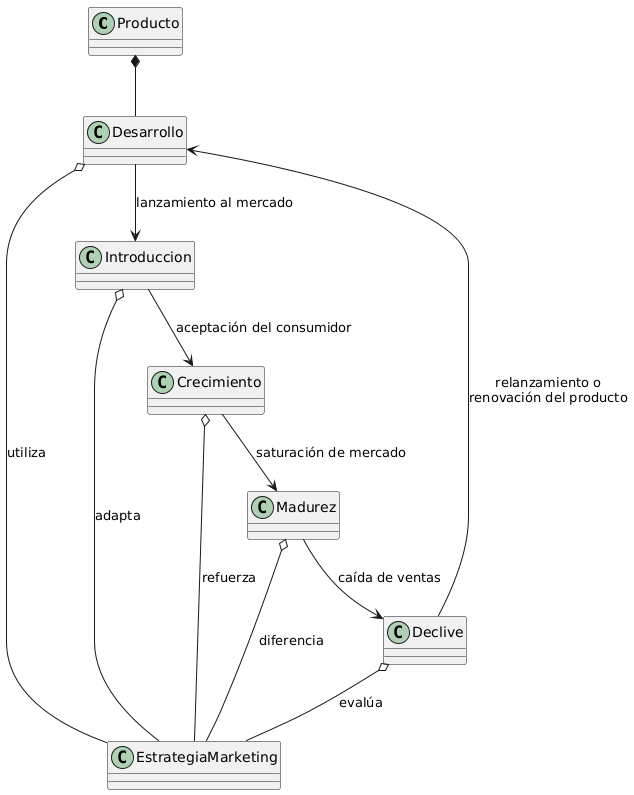 C Producto
C Desarrollo
lanzamiento al mercado
C Introduccion
aceptación del consumidor
C Crecimiento
relanzamiento o
renovación del producto
utiliza
saturación de mercado
C Madurez
adapta
refuerza
caída de ventas
diferencia
C Declive
evalúa
C EstrategiaMarketing